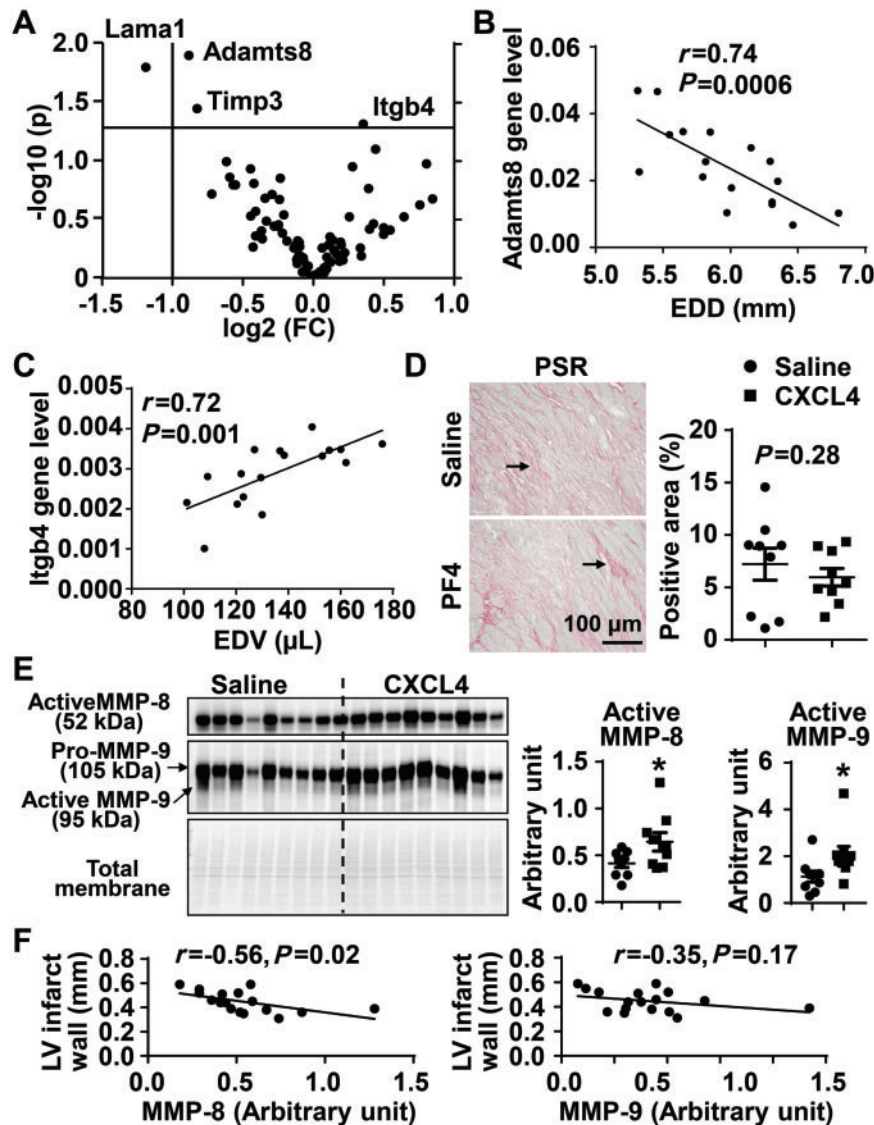 A
Lama1
Adamts8
Timp3
Itgb4
-log10 (p)
2.0
1.5
1.0
0.5
0
-1.5 -1.0 -0.5 0.0 0.5 1.0
log2 (FC)
B
r=0.74
P=0.0006
Adamts8 gene level
0.06
0.04
0.02
0.00
5.0 5.5 6.0 6.5 7.0
EDD (mm)
C
r=0.72
P=0.001
Itgb4 gene level
0.005
0.004
0.003
0.002
0.001
0.000
80 100 120 140 160 180
EDV (µL)
D
PSR
Saline
PF4
100 µm
Saline
CXCL4
P=0.28
Positive area (%)
20
15
10
5
0
E
Saline CXCL4
ActiveMMP-8
(52 kDa)
Pro-MMP-9
(105 kDa)
Active MMP-9
(95 kDa)
Total
membrane
Active
MMP-8
*
Arbitrary unit
1.5
1.0
0.5
0.0
Active
MMP-9
*
Arbitrary unit
6
4
2
0
F
r=-0.56, P=0.02
LV infarct
wall (mm)
0.8
0.6
0.4
0.2
0.0
0.0 0.5 1.0 1.5
MMP-8 (Arbitrary unit)
r=-0.35, P=0.17
LV infarct
wall (mm)
0.8
0.6
0.4
0.2
0.0
0.0 0.5 1.0 1.5
MMP-9 (Arbitrary unit)